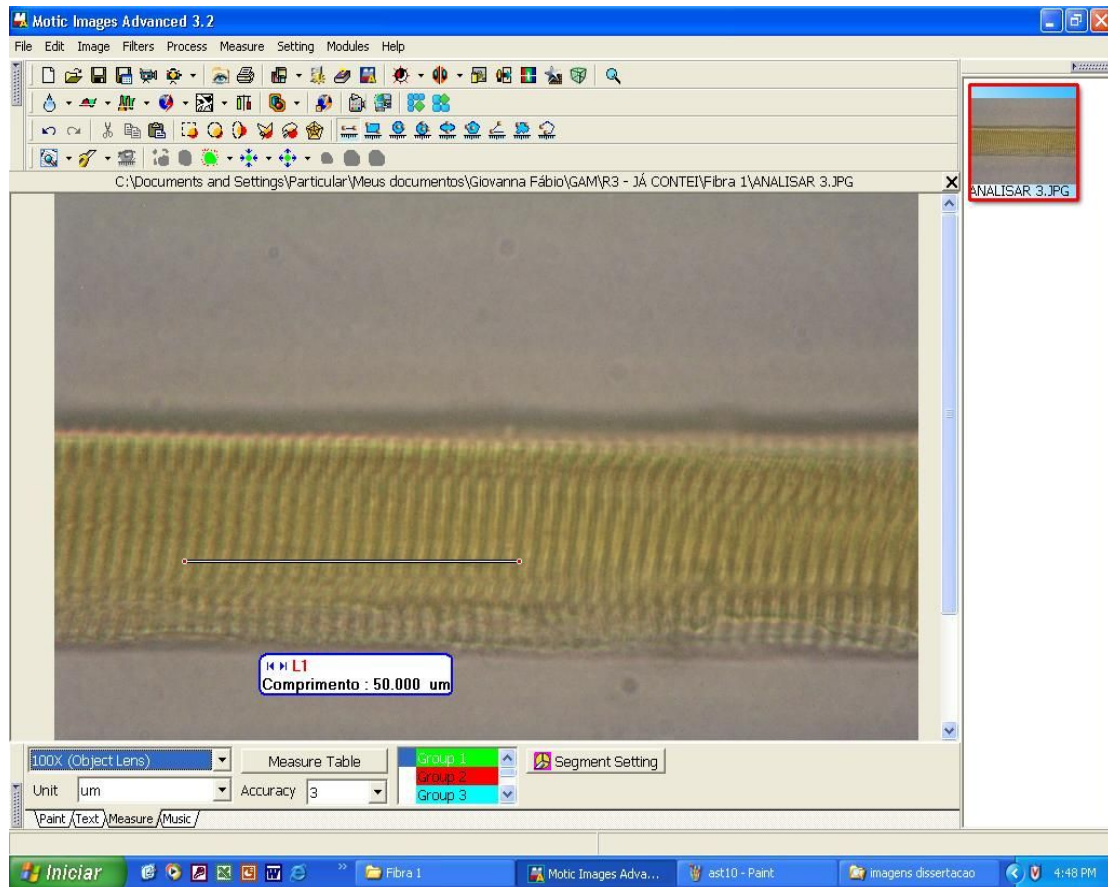 Motic Images Advanced 3.2
File Edit Image Filters Process Measure Setting Modules Help
C:\Documents and Settings\Particular\Meus documentos\Giovanna Fábio\GAM\R3 - JÁ CONTEI\Fibra 1\ANALISAR 3.JPG
ANALISAR 3.JPG
L1
Comprimento : 50.000 um
100X (Object Lens)
Measure Table
Group 1
Group 2
Group 3
Segment Setting
Unit um
Accuracy 3
Paint Text Measure Music
Iniciar
Fibra 1
Motic Images Adva...
ast10 - Paint
imagens dissertacao
4:48 PM